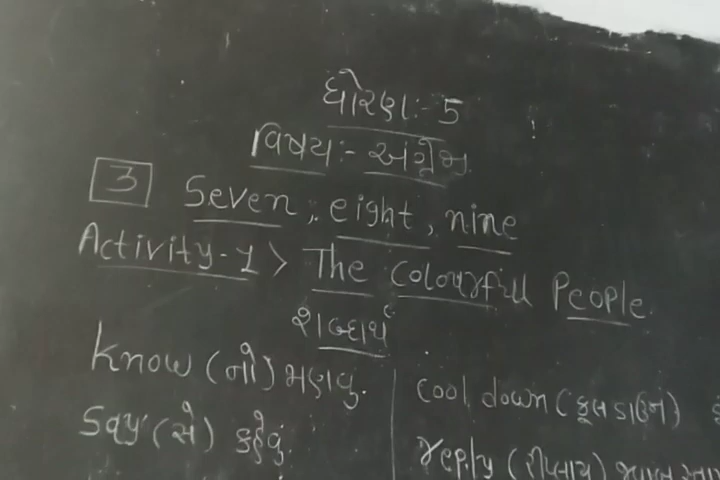 ધોરણ:- 5
વિષય:- અંગ્રેજી
3 Seven, eight, nine
Activity-1 > The Colourful People
શબ્દાર્થ
know (નો)
Say (સે) કહેવું.
cool down (કૂલ ડાઉન)
reply (રીપ્લાય)